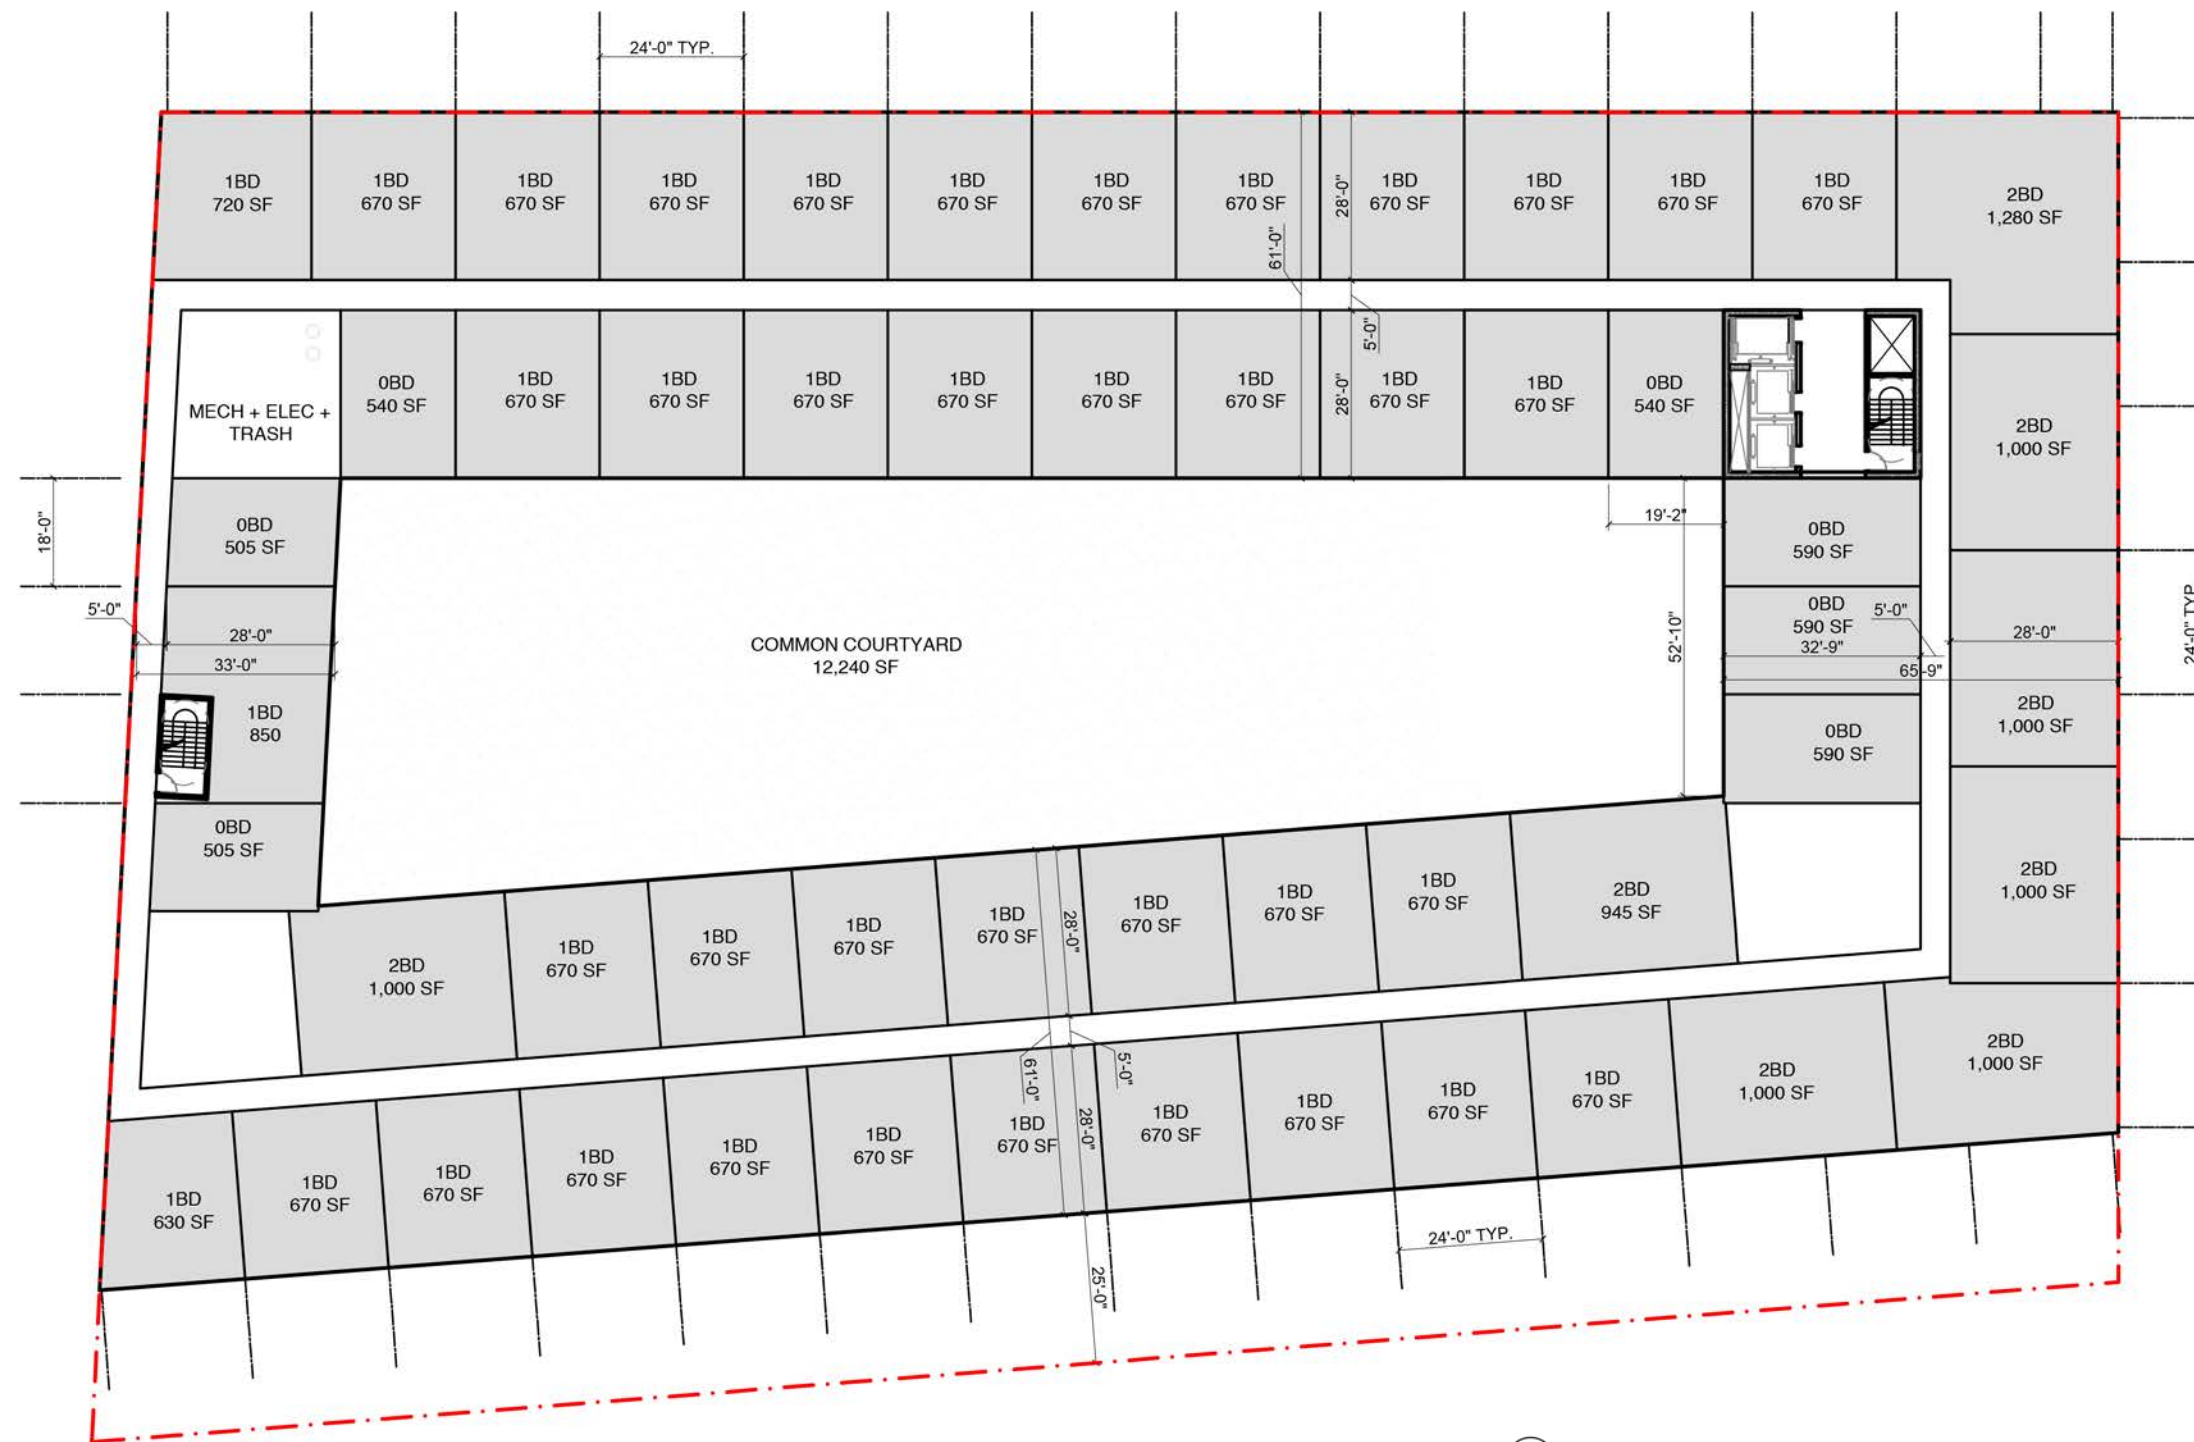 24'-0" TYP.
1BD
720 SF
1BD
670 SF
1BD
670 SF
1BD
670 SF
1BD
670 SF
1BD
670 SF
1BD
670 SF
1BD
670 SF
61'-0"
28'-0"
1BD
670 SF
1BD
670 SF
1BD
670 SF
1BD
670 SF
2BD
1,280 SF
5'-0"
MECH + ELEC +
TRASH
0BD
540 SF
1BD
670 SF
1BD
670 SF
1BD
670 SF
1BD
670 SF
1BD
670 SF
1BD
670 SF
28'-0"
1BD
670 SF
1BD
670 SF
0BD
540 SF
2BD
1,000 SF
18'-0"
0BD
505 SF
19'-2"
0BD
590 SF
5'-0"
28'-0"
33'-0"
COMMON COURTYARD
12,240 SF
52'-10"
0BD
590 SF
32'-9"
5'-0"
65'-9"
28'-0"
24'-0" TYP.
1BD
850
2BD
1,000 SF
0BD
590 SF
0BD
505 SF
2BD
1,000 SF
2BD
1,000 SF
1BD
670 SF
1BD
670 SF
1BD
670 SF
1BD
670 SF
28'-0"
1BD
670 SF
1BD
670 SF
1BD
670 SF
2BD
945 SF
61'-0"
5'-0"
1BD
630 SF
1BD
670 SF
1BD
670 SF
1BD
670 SF
1BD
670 SF
1BD
670 SF
1BD
670 SF
28'-0"
1BD
670 SF
1BD
670 SF
1BD
670 SF
1BD
670 SF
2BD
1,000 SF
2BD
1,000 SF
24'-0" TYP.
25'-0"